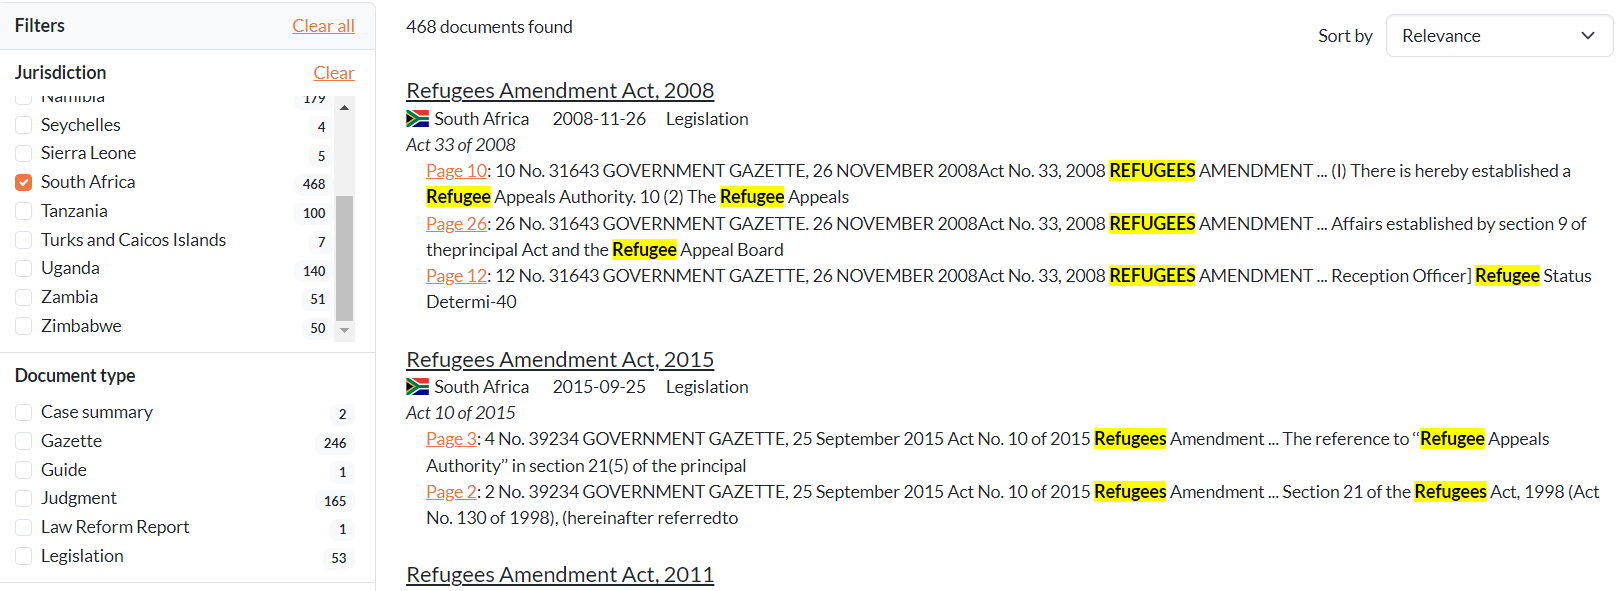 Filters
Clear all
Jurisdiction
Clear
Namibia 179
Seychelles 4
Sierra Leone 5
South Africa 468
Tanzania 100
Turks and Caicos Islands 7
Uganda 140
Zambia 51
Zimbabwe 50
Document type
Case summary 2
Gazette 246
Guide 1
Judgment 165
Law Reform Report 1
Legislation 53
468 documents found
Sort by Relevance
Refugees Amendment Act, 2008
South Africa 2008-11-26 Legislation
Act 33 of 2008
Page 10: 10 No. 31643 GOVERNMENT GAZETTE, 26 NOVEMBER 2008Act No. 33, 2008 REFUGEES AMENDMENT ... (I) There is hereby established a
Refugee Appeals Authority. 10 (2) The Refugee Appeals
Page 26: 26 No. 31643 GOVERNMENT GAZETTE. 26 NOVEMBER 2008Act No. 33, 2008 REFUGEES AMENDMENT ... Affairs established by section 9 of
theprincipal Act and the Refugee Appeal Board
Page 12: 12 No. 31643 GOVERNMENT GAZETTE, 26 NOVEMBER 2008Act No. 33, 2008 REFUGEES AMENDMENT ... Reception Officer] Refugee Status
Determi-40
Refugees Amendment Act, 2015
South Africa 2015-09-25 Legislation
Act 10 of 2015
Page 3: 4 No. 39234 GOVERNMENT GAZETTE, 25 September 2015 Act No. 10 of 2015 Refugees Amendment ... The reference to ‘‘Refugee Appeals
Authority’’ in section 21(5) of the principal
Page 2: 2 No. 39234 GOVERNMENT GAZETTE, 25 September 2015 Act No. 10 of 2015 Refugees Amendment ... Section 21 of the Refugees Act, 1998 (Act
No. 130 of 1998), (hereinafter referredto
Refugees Amendment Act, 2011